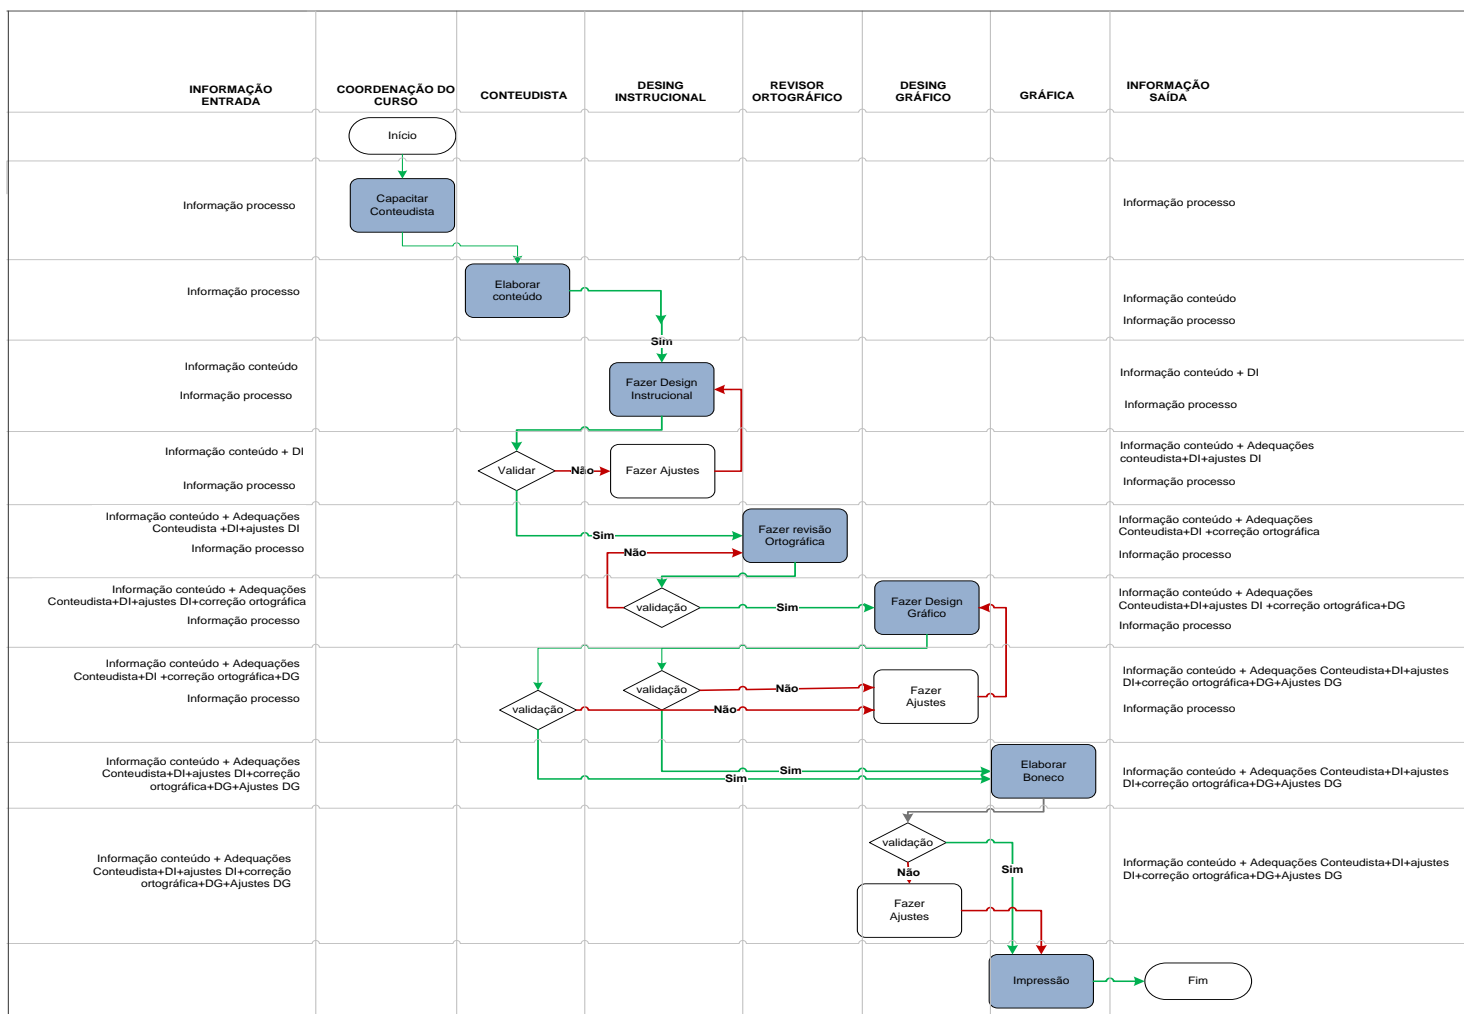 INFORMAÇÃO
ENTRADA
COORDENAÇÃO DO
CURSO
CONTEUDISTA
DESING
INSTRUCIONAL
REVISOR
ORTOGRÁFICO
DESING
GRÁFICO
GRÁFICA
INFORMAÇÃO
SAÍDA
Início
Informação processo
Capacitar
Conteudista
Informação processo
Informação processo
Elaborar
conteúdo
Informação conteúdo
Informação processo
Sim
Informação conteúdo
Informação processo
Fazer Design
Instrucional
Informação conteúdo + DI
Informação processo
Informação conteúdo + DI
Informação processo
Validar
Não
Fazer Ajustes
Informação conteúdo + Adequações
conteudista+DI+ajustes DI
Informação processo
Informação conteúdo + Adequações
Conteudista +DI+ajustes DI
Informação processo
Sim
Não
Fazer revisão
Ortográfica
Informação conteúdo + Adequações
Conteudista+DI +correção ortográfica
Informação processo
Informação conteúdo + Adequações
Conteudista+DI+ajustes DI+correção ortográfica
Informação processo
validação
Sim
Fazer Design
Gráfico
Informação conteúdo + Adequações
Conteudista+DI+ajustes DI +correção ortográfica+DG
Informação processo
Informação conteúdo + Adequações
Conteudista+DI +correção ortográfica+DG
Informação processo
validação
validação
Não
Não
Fazer
Ajustes
Informação conteúdo + Adequações Conteudista+DI+ajustes
DI+correção ortográfica+DG+Ajustes DG
Informação processo
Informação conteúdo + Adequações
Conteudista+DI+ajustes DI+correção
ortográfica+DG+Ajustes DG
Sim
Sim
Elaborar
Boneco
Informação conteúdo + Adequações Conteudista+DI+ajustes
DI+correção ortográfica+DG+Ajustes DG
Informação conteúdo + Adequações
Conteudista+DI+ajustes DI+correção
ortográfica+DG+Ajustes DG
validação
Não
Sim
Fazer
Ajustes
Informação conteúdo + Adequações Conteudista+DI+ajustes
DI+correção ortográfica+DG+Ajustes DG
Impressão
Fim